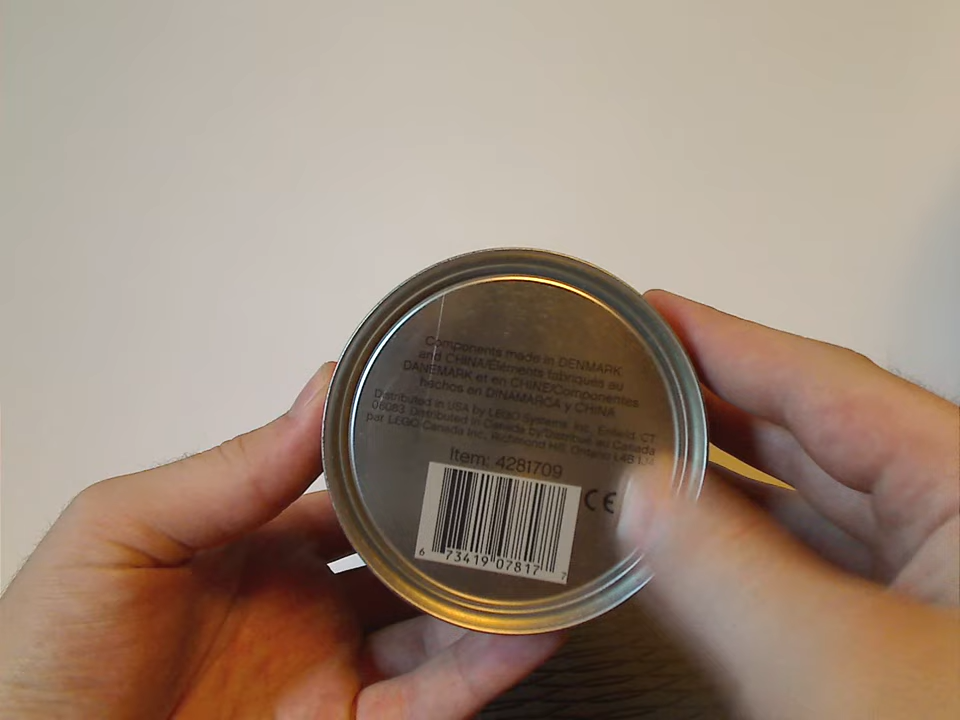 Components made in DENMARK
and CHINA/Éléments fabriqués au
DANEMARK et en CHINE/Componentes
hechos en DINAMARCA y CHINA
Distributed in USA by LEGO Systems, Inc., Enfield, CT
06083. Distributed in Canada by/Distribué au Canada
par LEGO Canada Inc., Richmond Hill, Ontario L4B 1J4
Item: 4281709
CE
6 73419 07817 7